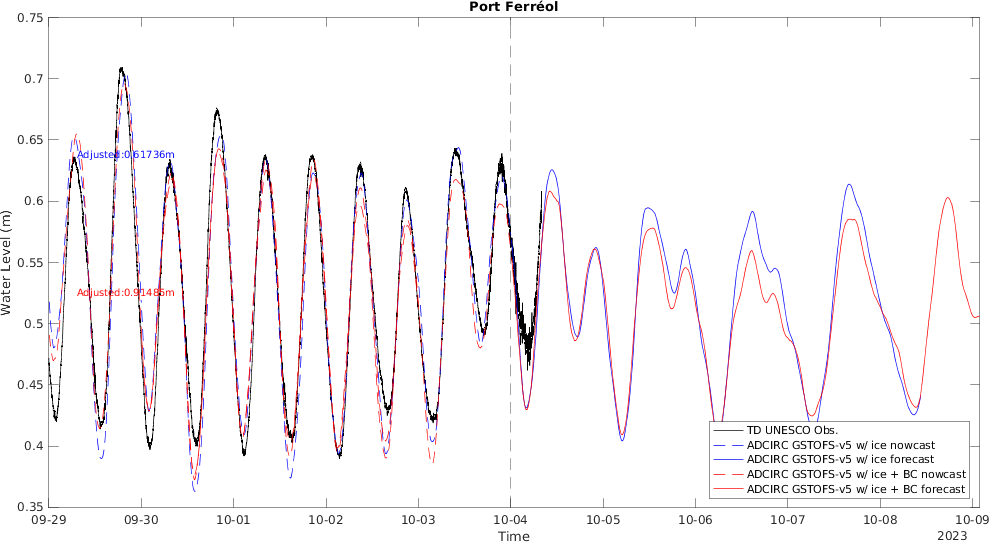 Port Ferréol
0.75
0.7
0.65
0.6
0.55
0.5
0.45
0.4
0.35
Water Level (m)
Adjusted:0.61736m
Adjusted:0.91486m
TD UNESCO Obs.
ADCIRC GSTOFS-v5 w/ ice nowcast
ADCIRC GSTOFS-v5 w/ ice forecast
ADCIRC GSTOFS-v5 w/ ice + BC nowcast
ADCIRC GSTOFS-v5 w/ ice + BC forecast
09-29 09-30 10-01 10-02 10-03 10-04 10-05 10-06 10-07 10-08 10-09
Time
2023